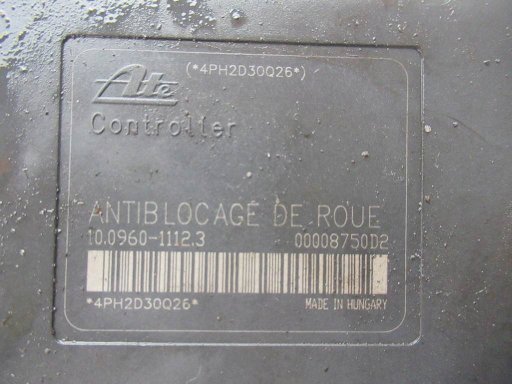 (*4PH2D30Q26*)
Ate
Controller
ANTIBLOCAGE DE ROUE
10.0960-1112.3 00008750D2
*4PH2D30Q26*
MADE IN HUNGARY